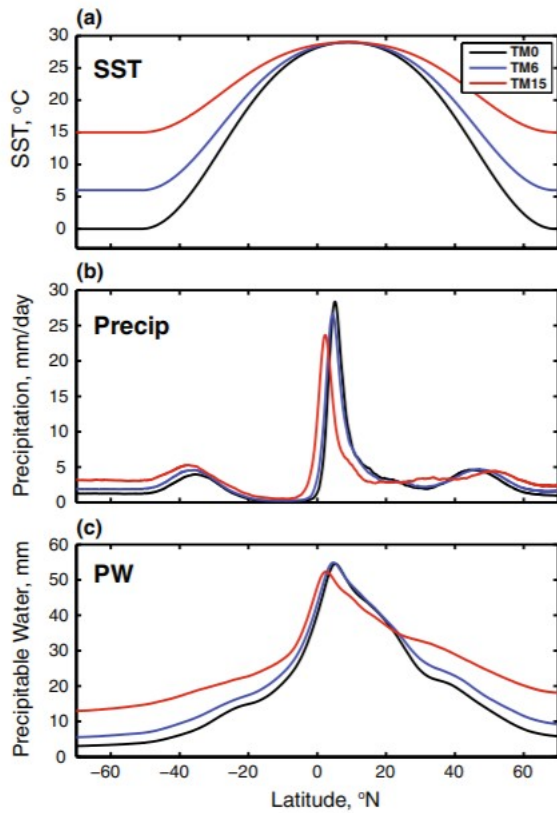 (a)
30
25
20
15
10
5
0
SST, °C
SST
TM0
TM6
TM15
(b)
30
25
20
15
10
5
0
Precipitation, mm/day
Precip
(c)
60
50
40
30
20
10
0
Precipitable Water, mm
PW
−60 −40 −20 0 20 40 60
Latitude, °N